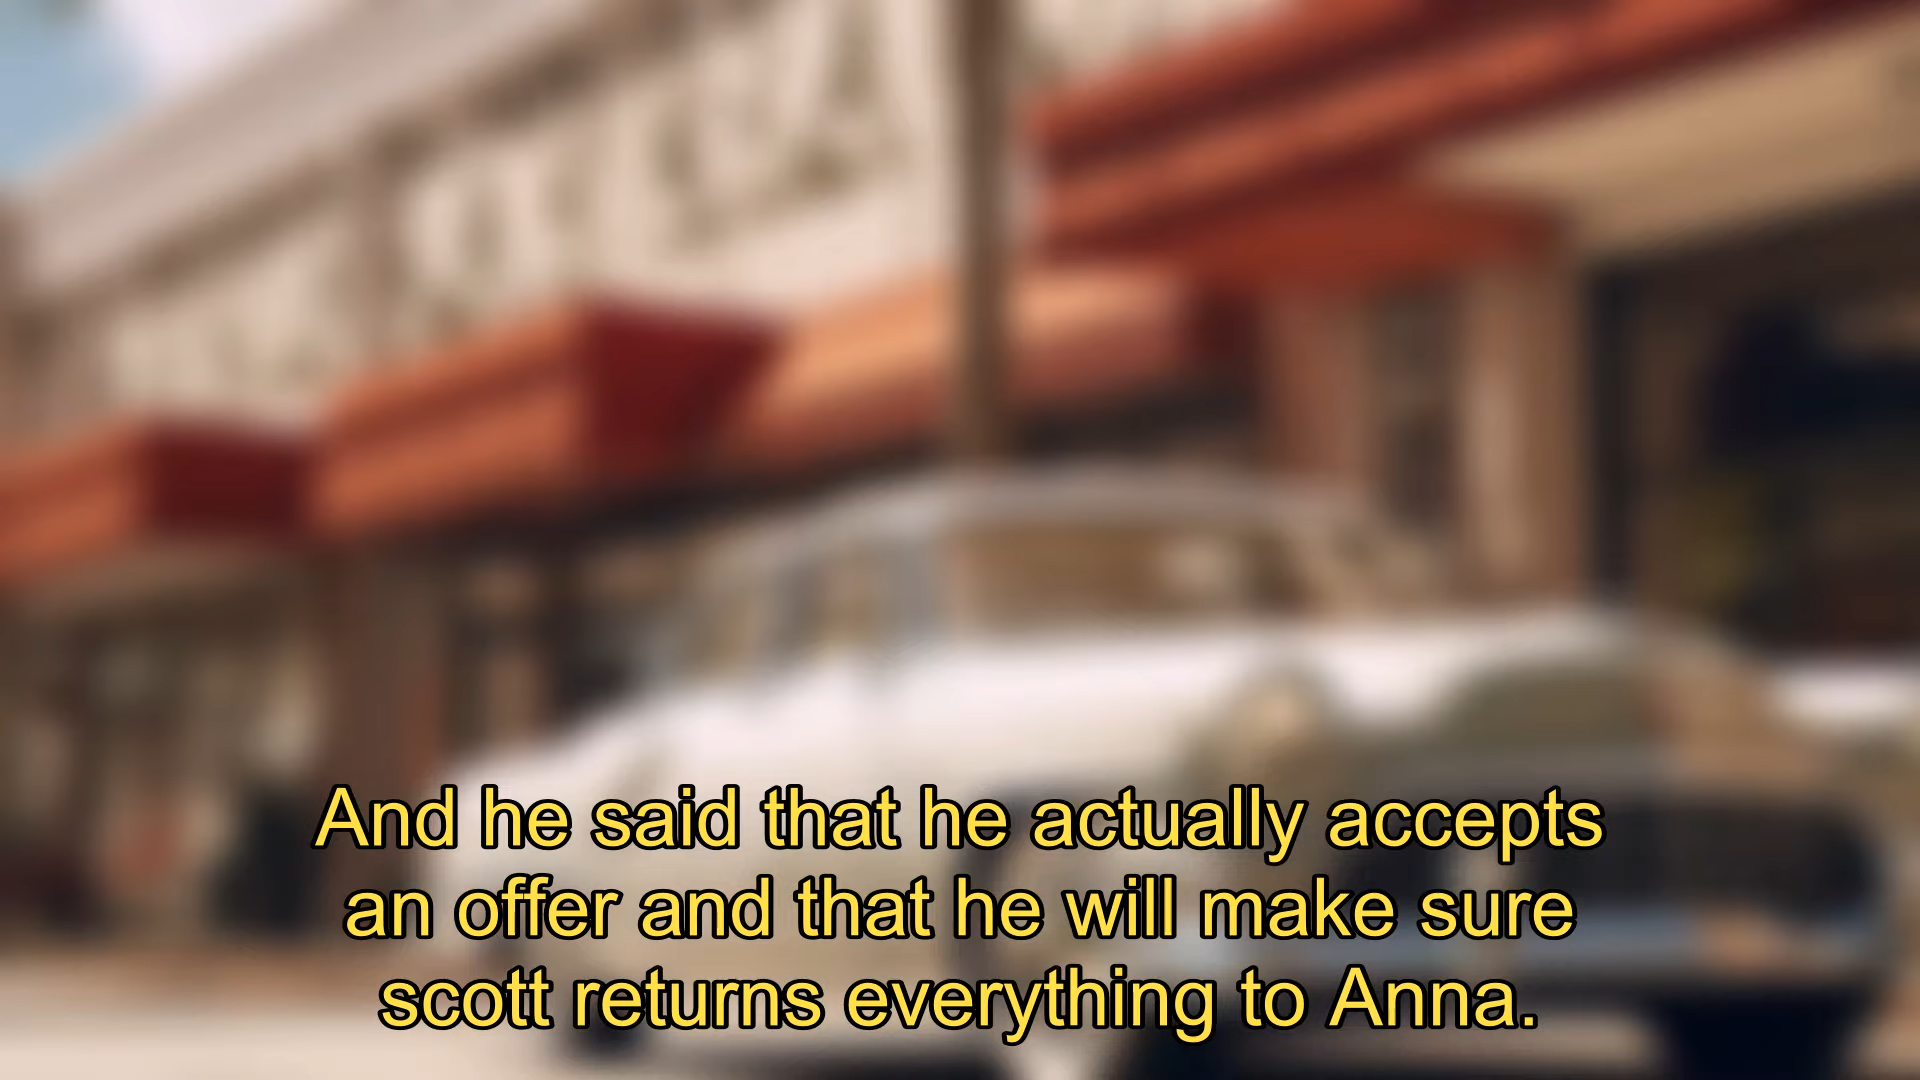 And he said that he actually accepts
an offer and that he will make sure
scott returns everything to Anna.